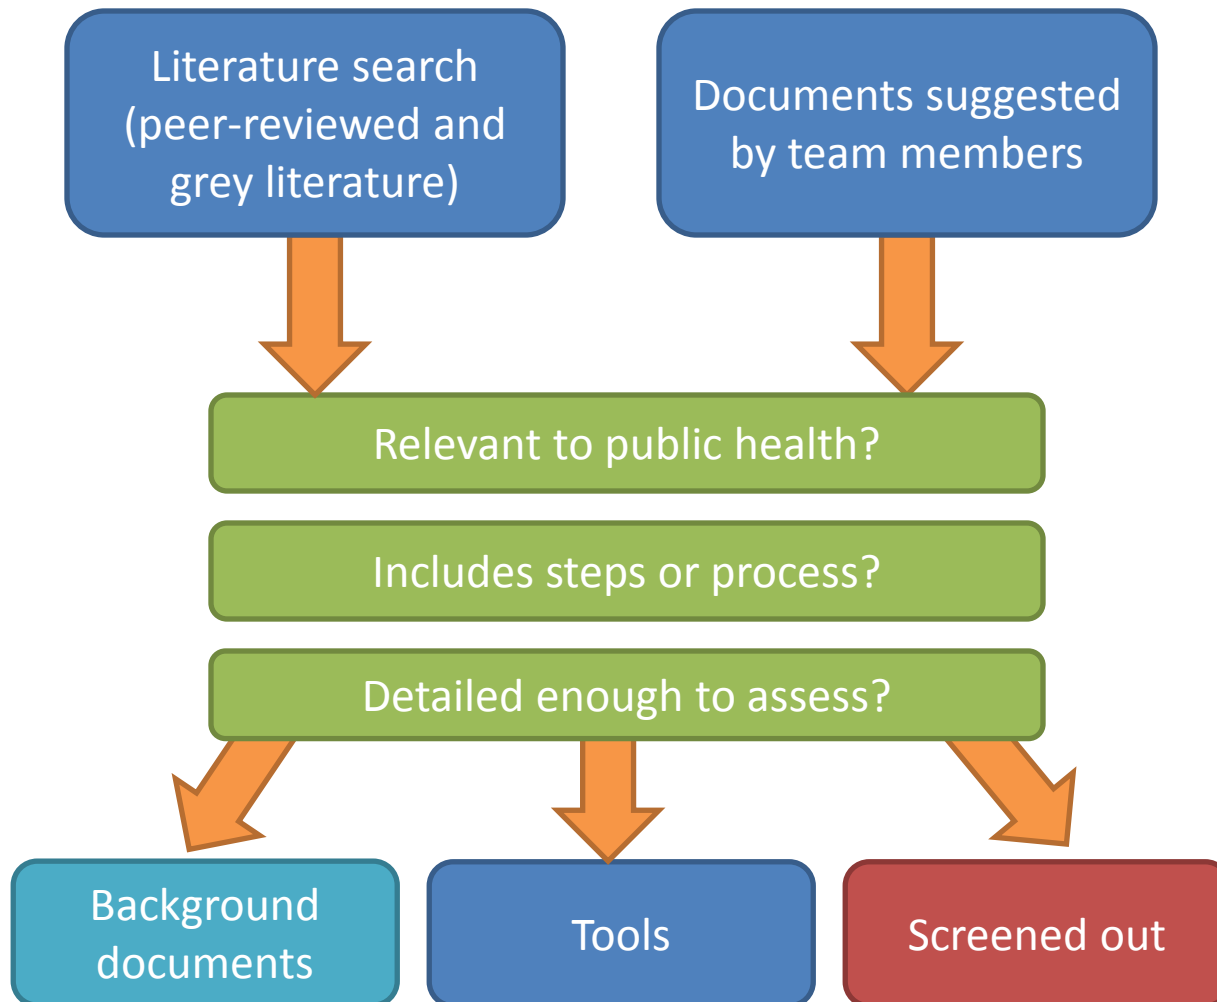 Literature search
(peer-reviewed and
grey literature)
Documents suggested
by team members
Relevant to public health?
Includes steps or process?
Detailed enough to assess?
Background
documents
Tools
Screened out